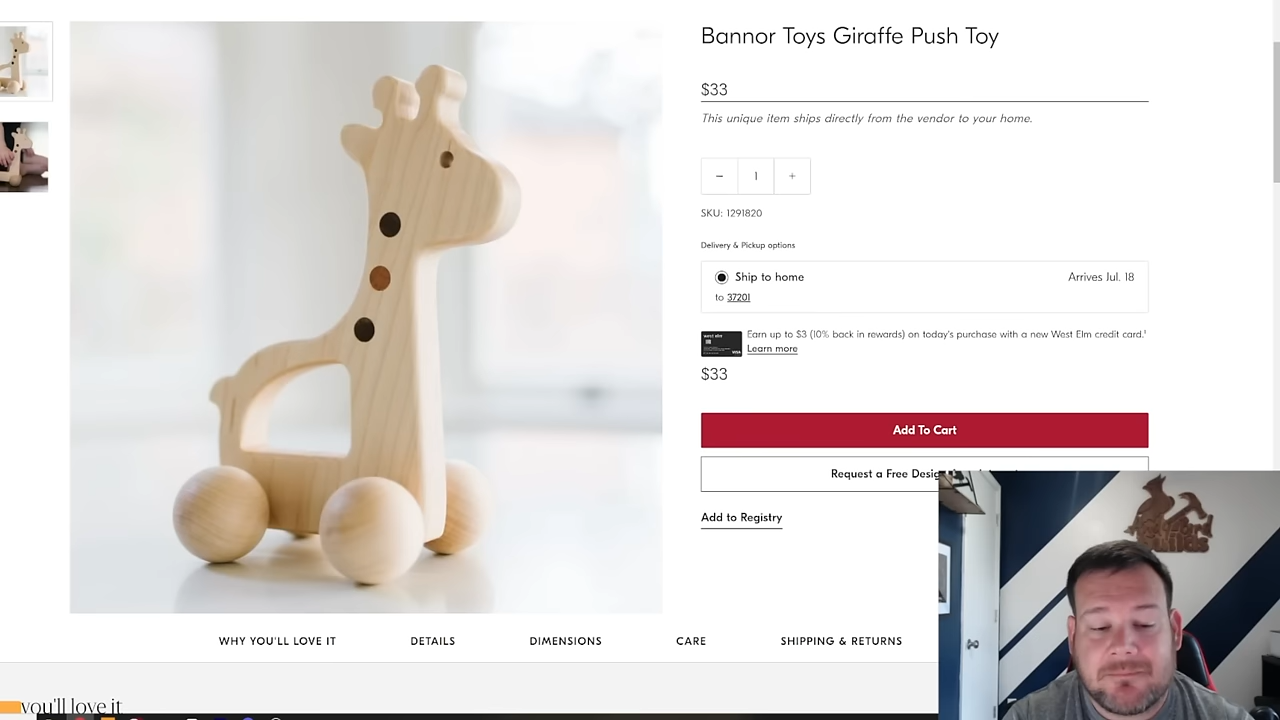 Bannor Toys Giraffe Push Toy
$33
This unique item ships directly from the vendor to your home.
− 1 +
SKU: 1291820
Delivery & Pickup options
Ship to home Arrives Jul. 18
to 37201
Earn up to $3 (10% back in rewards) on today's purchase with a new West Elm credit card.¹
Learn more
west elm
VISA
$33
Add To Cart
Request a Free Desig
Add to Registry
WHY YOU'LL LOVE IT DETAILS DIMENSIONS CARE SHIPPING & RETURNS
you'll love it